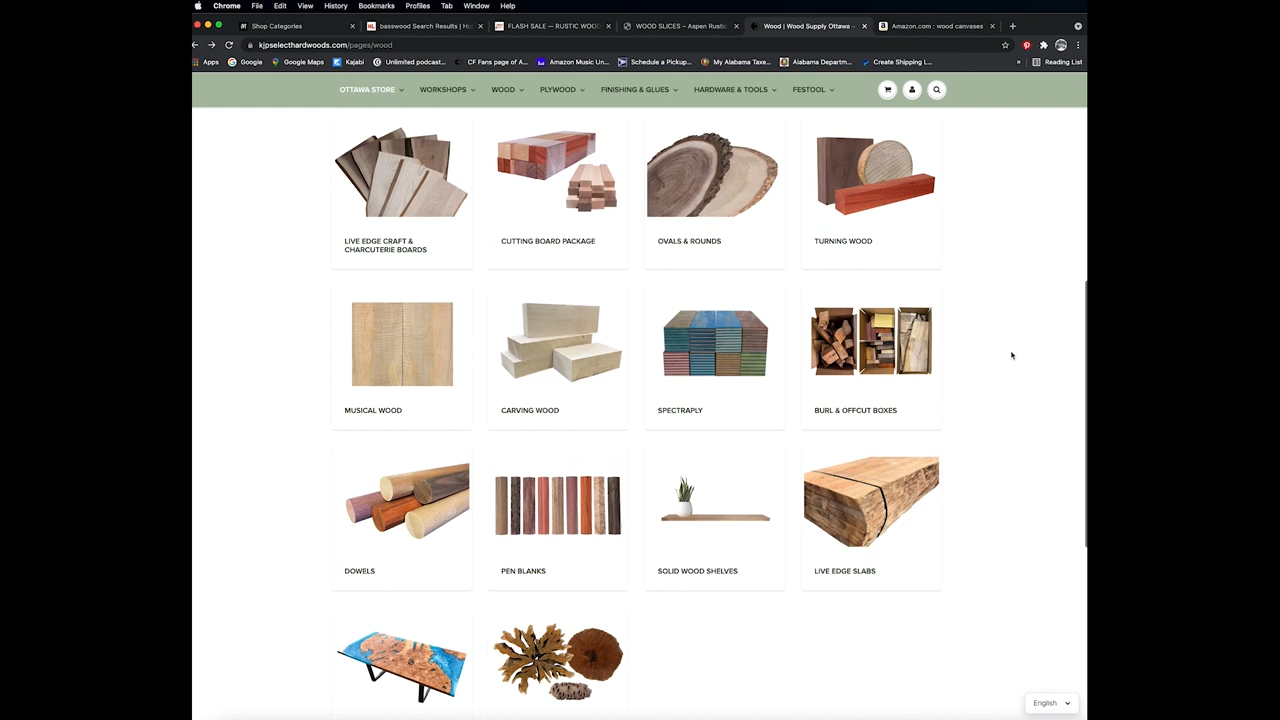 Chrome File Edit View History Bookmarks Profiles Tab Window Help
Shop Categories
basswood Search Results | Ho
FLASH SALE — RUSTIC WOOD
WOOD SLICES – Aspen Rustic
Wood | Wood Supply Ottawa –
Amazon.com : wood canvases
kjpselecthardwoods.com/pages/wood
Apps Google Google Maps Kajabi Unlimited podcast... CF Fans page of A... Amazon Music Un... Schedule a Pickup... My Alabama Taxe... Alabama Depart... Create Shipping L... » Reading List
OTTAWA STORE WORKSHOPS WOOD PLYWOOD FINISHING & GLUES HARDWARE & TOOLS FESTOOL
LIVE EDGE CRAFT &
CHARCUTERIE BOARDS
CUTTING BOARD PACKAGE
OVALS & ROUNDS
TURNING WOOD
MUSICAL WOOD
CARVING WOOD
SPECTRAPLY
BURL & OFFCUT BOXES
DOWELS
PEN BLANKS
SOLID WOOD SHELVES
LIVE EDGE SLABS
English